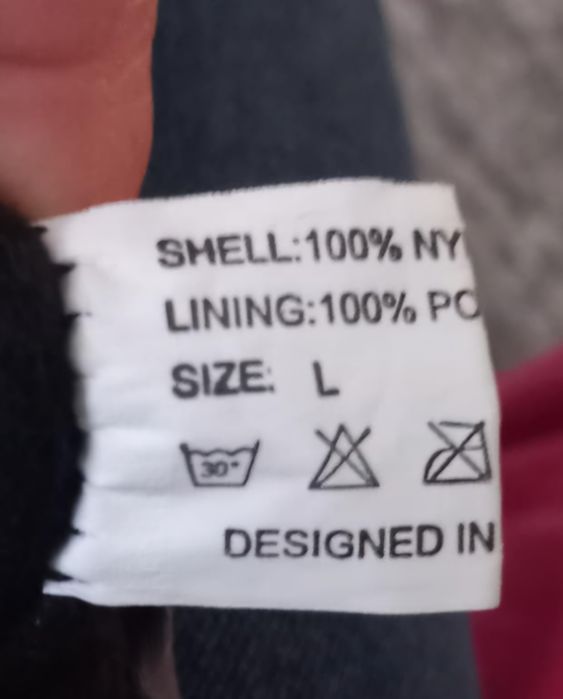 SHELL:100% NY
LINING:100% PO
SIZE: L
30°
DESIGNED IN